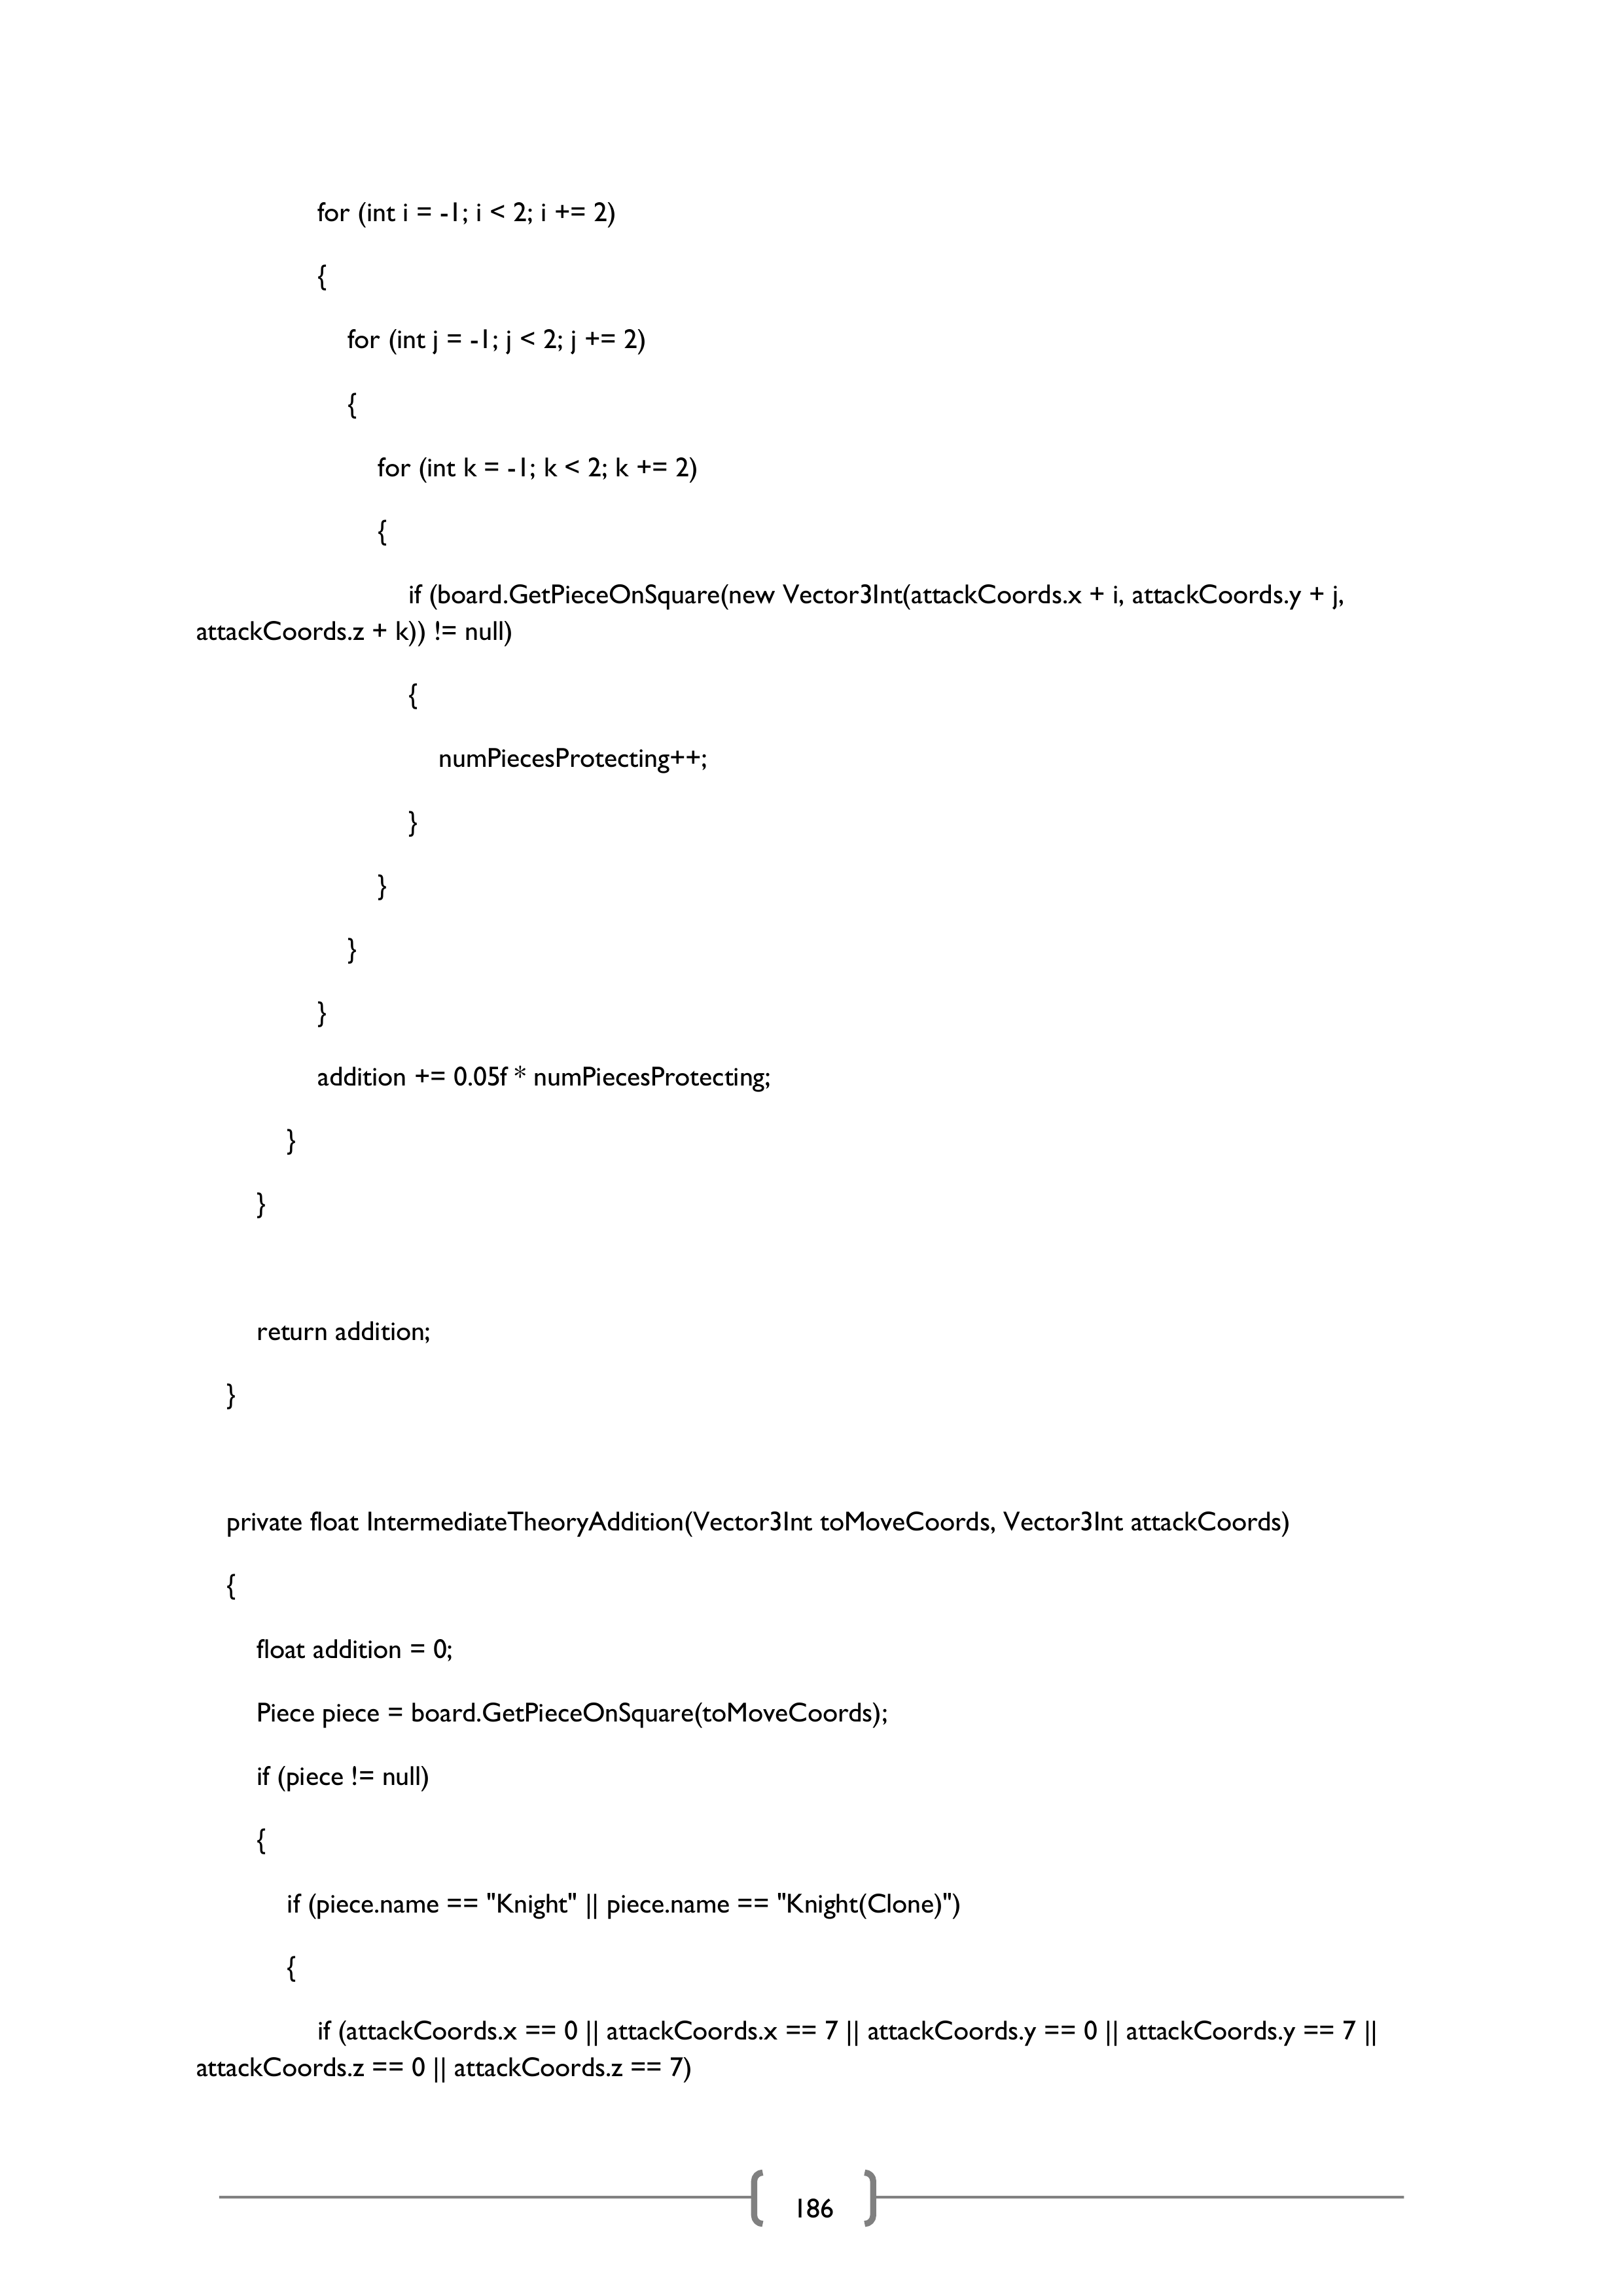 for (int i = -1; i < 2; i += 2)
{
for (int j = -1; j < 2; j += 2)
{
for (int k = -1; k < 2; k += 2)
{
if (board.GetPieceOnSquare(new Vector3Int(attackCoords.x + i, attackCoords.y + j,
attackCoords.z + k)) != null)
{
numPiecesProtecting++;
}
}
}
}
addition += 0.05f * numPiecesProtecting;
}
}
return addition;
}
private float IntermediateTheoryAddition(Vector3Int toMoveCoords, Vector3Int attackCoords)
{
float addition = 0;
Piece piece = board.GetPieceOnSquare(toMoveCoords);
if (piece != null)
{
if (piece.name == "Knight" || piece.name == "Knight(Clone)")
{
if (attackCoords.x == 0 || attackCoords.x == 7 || attackCoords.y == 0 || attackCoords.y == 7 ||
attackCoords.z == 0 || attackCoords.z == 7)
186